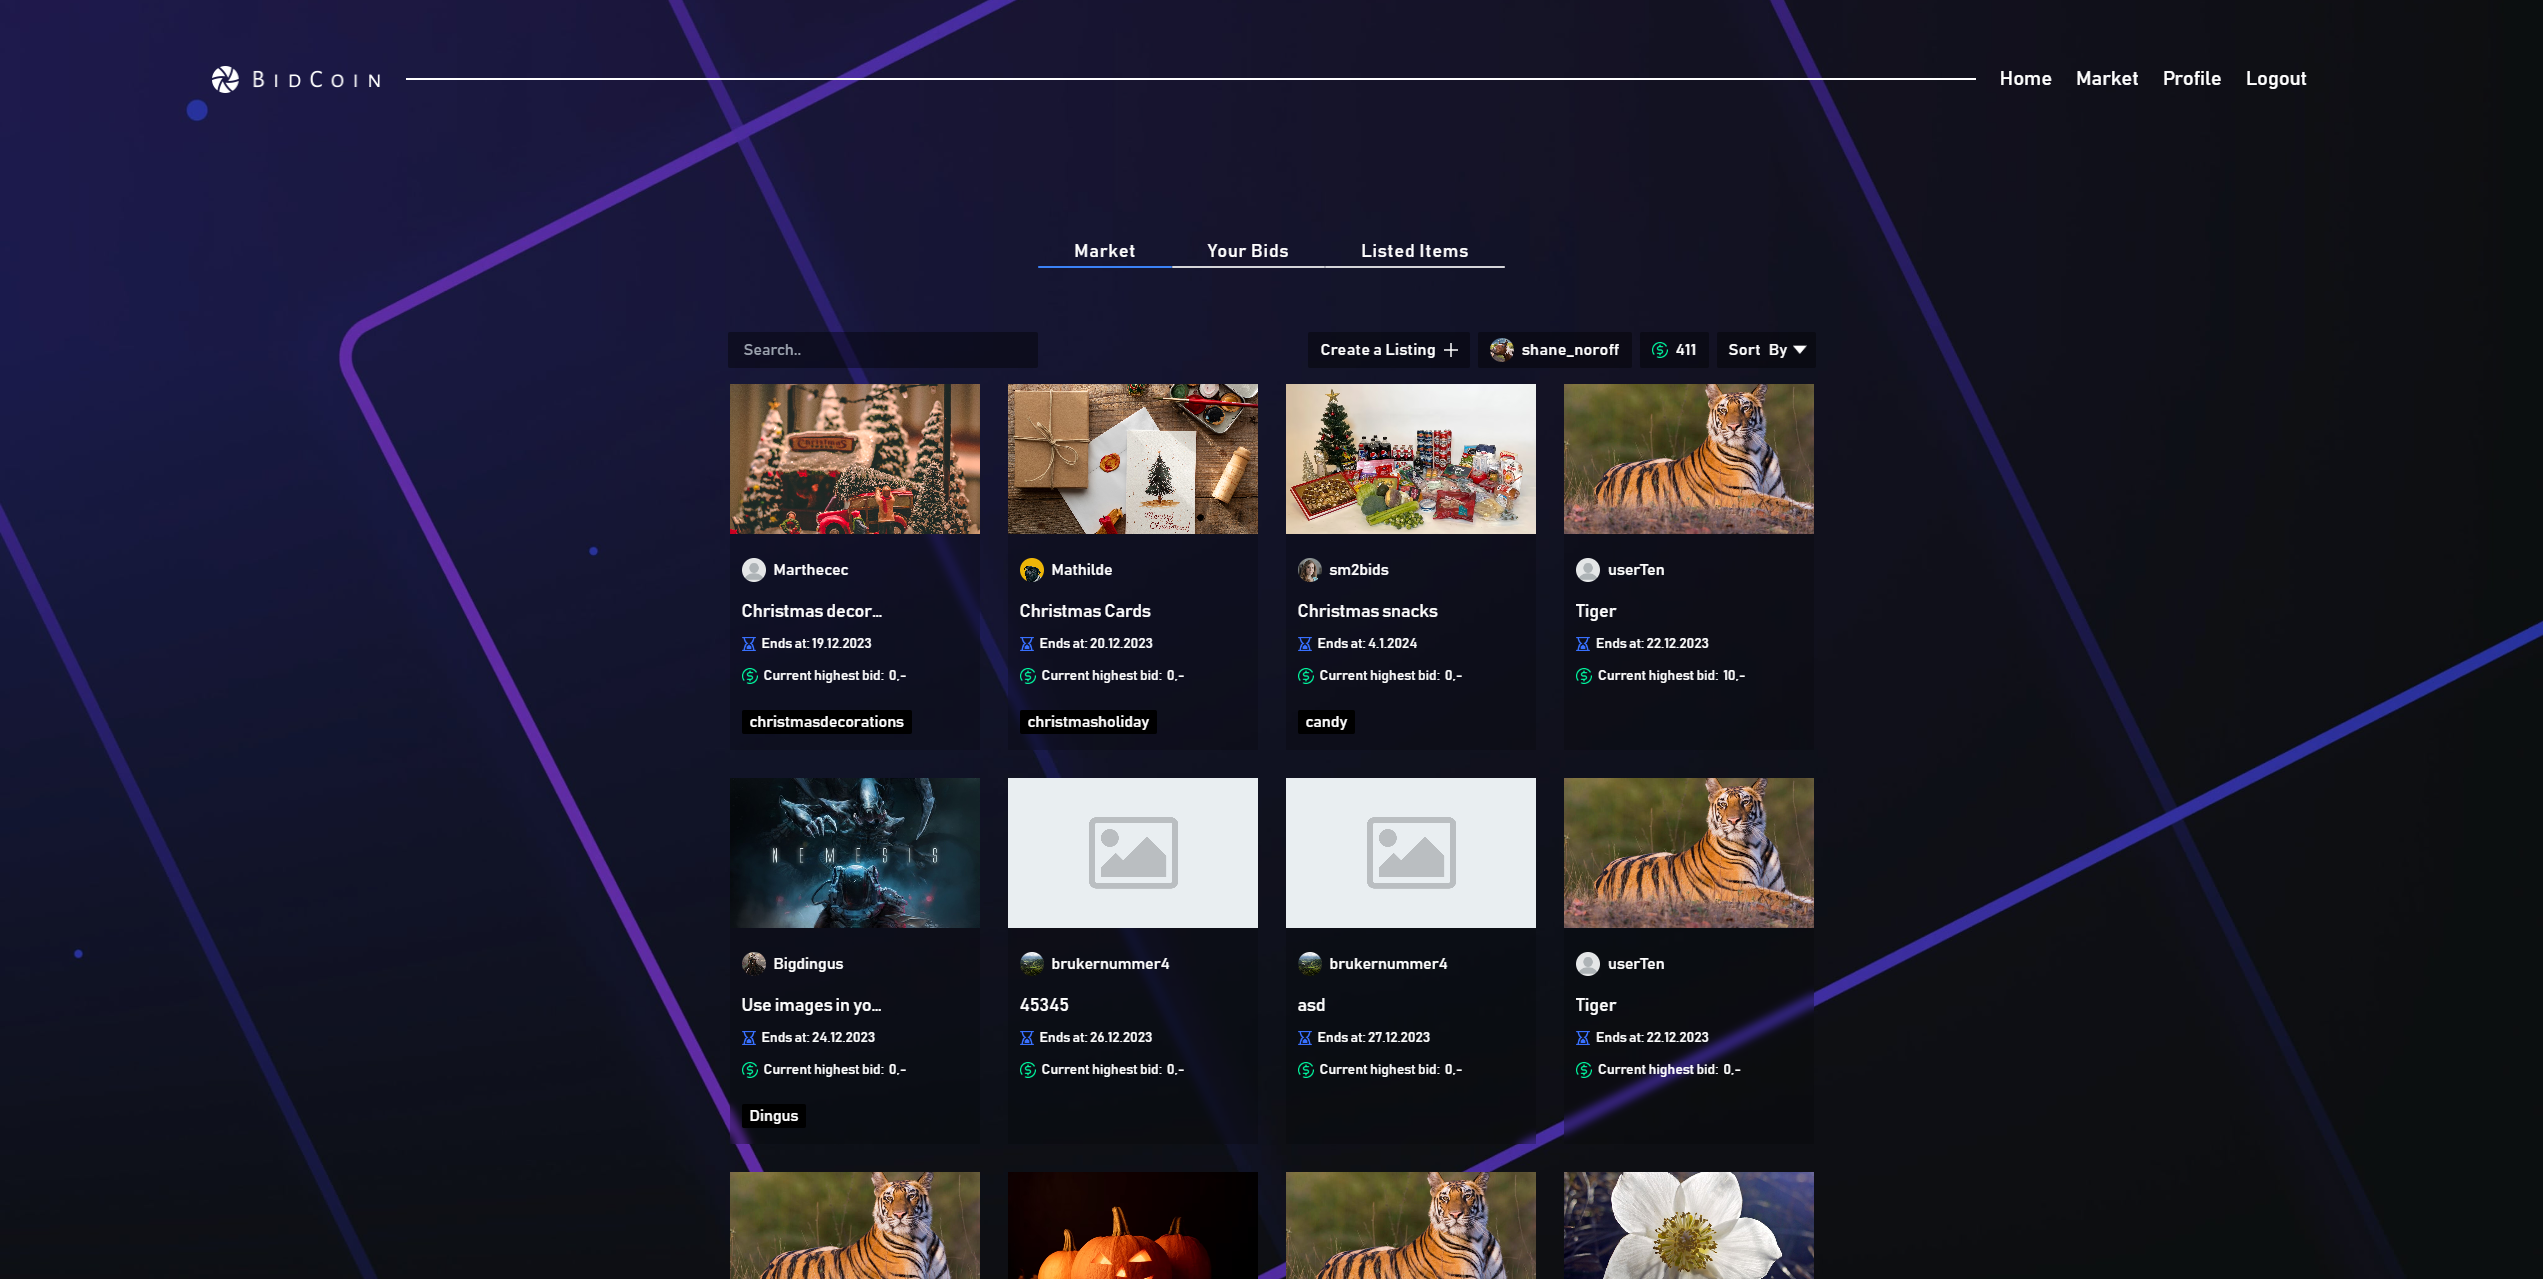 BidCoin
Home Market Profile Logout
Market Your Bids Listed Items
Search.. Create a Listing shane_noroff 411 Sort By
Christmas
Merry
Christmas
Marthecec Mathilde sm2bids userTen
Christmas decor... Christmas Cards Christmas snacks Tiger
Ends at: 19.12.2023 Ends at: 20.12.2023 Ends at: 4.1.2024 Ends at: 22.12.2023
Current highest bid: 0,- Current highest bid: 0,- Current highest bid: 0,- Current highest bid: 10,-
christmasdecorations christmasholiday candy
NEMESIS
Bigdingus brukernummer4 brukernummer4 userTen
Use images in yo... 45345 asd Tiger
Ends at: 24.12.2023 Ends at: 26.12.2023 Ends at: 27.12.2023 Ends at: 22.12.2023
Current highest bid: 0,- Current highest bid: 0,- Current highest bid: 0,- Current highest bid: 0,-
Dingus